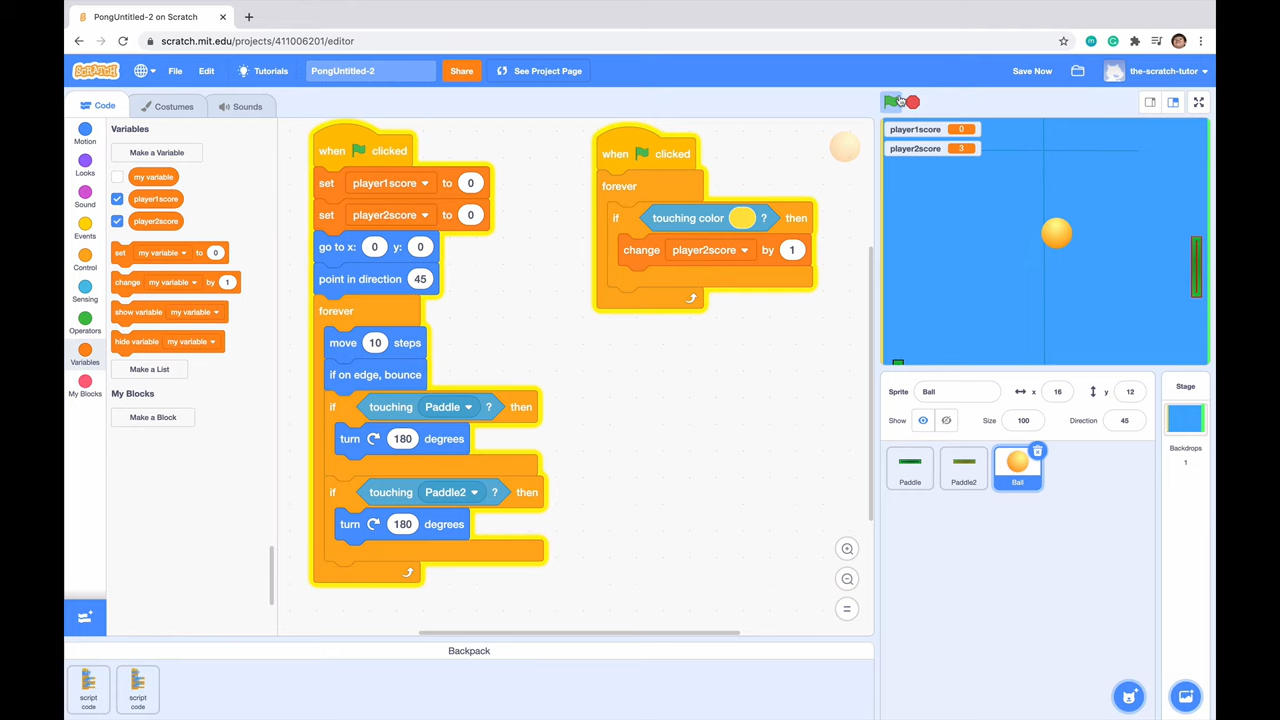 PongUntitled-2 on Scratch
scratch.mit.edu/projects/411006201/editor
SCRATCH File Edit Tutorials PongUntitled-2 Share See Project Page Save Now the-scratch-tutor
Code Costumes Sounds
Motion
Looks
Sound
Events
Control
Sensing
Operators
Variables
My Blocks
Variables
Make a Variable
my variable
player1score
player2score
set my variable to 0
change my variable by 1
show variable my variable
hide variable my variable
Make a List
My Blocks
Make a Block
when clicked
set player1score to 0
set player2score to 0
go to x: 0 y: 0
point in direction 45
forever
move 10 steps
if on edge, bounce
if touching Paddle ? then
turn 180 degrees
if touching Paddle2 ? then
turn 180 degrees
when clicked
forever
if touching color ? then
change player2score by 1
player1score 0
player2score 3
Sprite Ball x 16 y 12
Show Size 100 Direction 45
Paddle Paddle2 Ball
Stage
Backdrops
1
Backpack
script
code
script
code